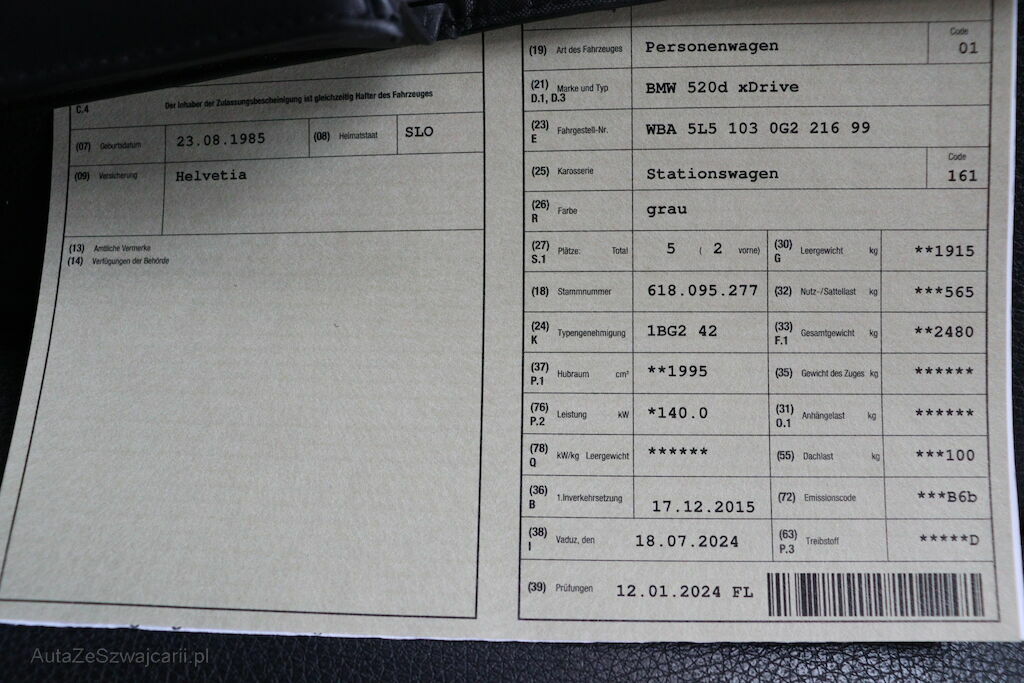 C.4 Der Inhaber der Zulassungsbescheinigung ist gleichzeitig Halter des Fahrzeuges
(07) Geburtsdatum 23.08.1985 (08) Heimatstaat SLO
(09) Versicherung Helvetia
(13) Amtliche Vermerke
(14) Verfügungen der Behörde
(19) Art des Fahrzeuges Personenwagen Code 01
(21) Marke und Typ BMW 520d xDrive
D.1, D.3
(23) Fahrgestell-Nr. WBA 5L5 103 0G2 216 99
E
(25) Karosserie Stationswagen Code 161
(26) Farbe grau
R
(27) Plätze: Total 5 ( 2 vorne) (30) Leergewicht kg **1915
S.1 G
(18) Stammnummer 618.095.277 (32) Nutz-/Sattellast kg ***565
(24) Typengenehmigung 1BG2 42 (33) Gesamtgewicht kg **2480
K F.1
(37) Hubraum cm³ **1995 (35) Gewicht des Zuges kg ******
P.1
(76) Leistung kW *140.0 (31) Anhängelast kg ******
P.2 O.1
(78) kW/kg Leergewicht ****** (55) Dachlast kg ***100
Q
(36) 1.Inverkehrsetzung 17.12.2015 (72) Emissionscode ***B6b
B
(38) Vaduz, den 18.07.2024 (63) Treibstoff *****D
I P.3
(39) Prüfungen 12.01.2024 FL
AutaZeSzwajcarii.pl